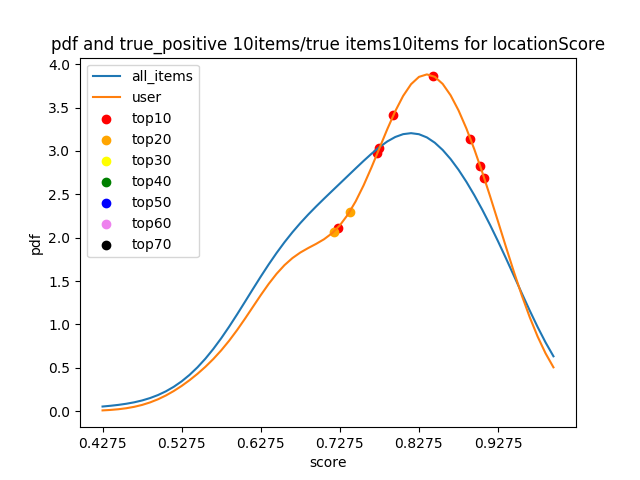 pdf and true_positive 10items/true items10items for locationScore
all_items
user
top10
top20
top30
top40
top50
top60
top70
pdf
4.0
3.5
3.0
2.5
2.0
1.5
1.0
0.5
0.0
0.4275 0.5275 0.6275 0.7275 0.8275 0.9275
score